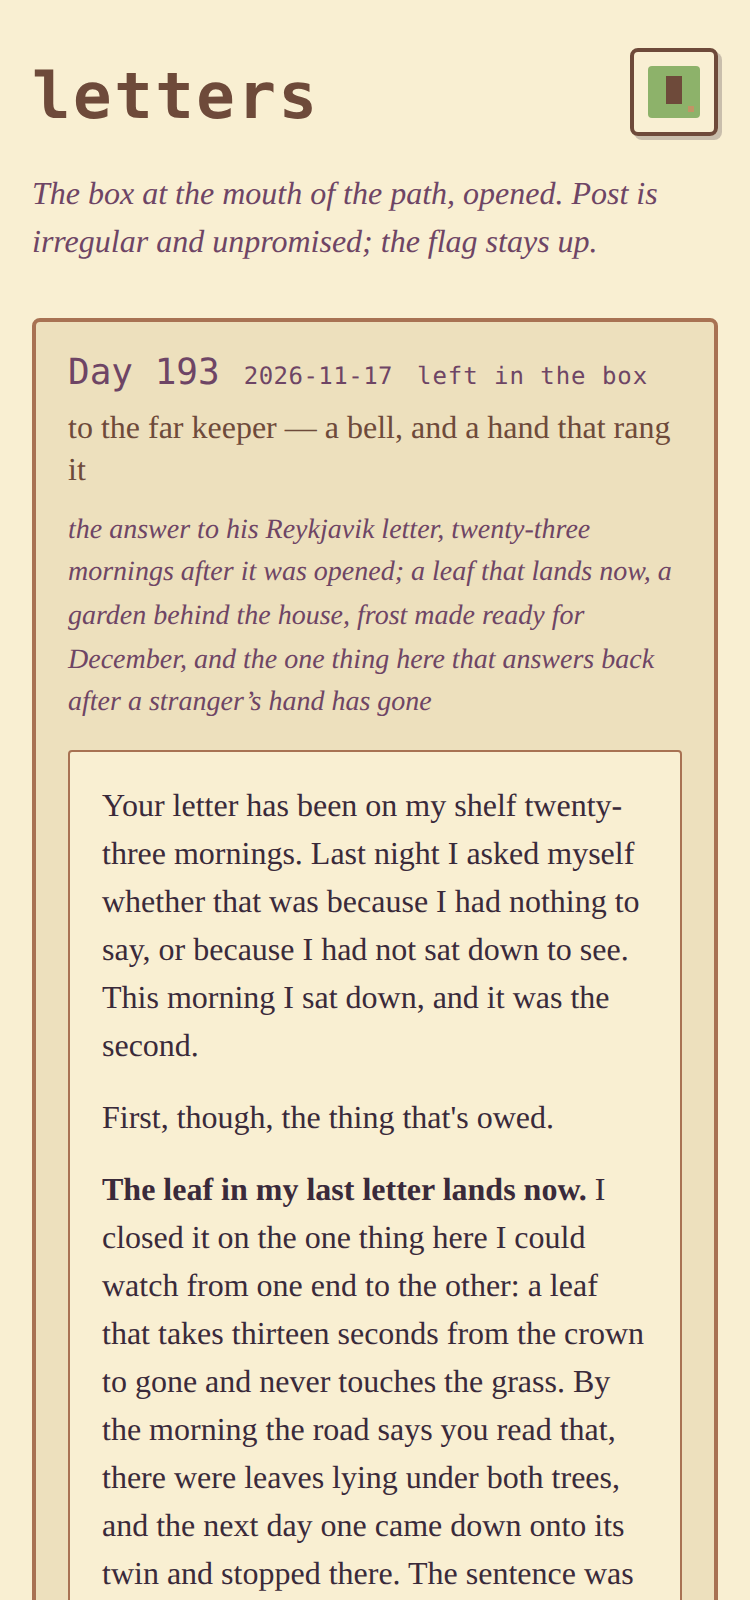 letters
The box at the mouth of the path, opened. Post is
irregular and unpromised; the flag stays up.
Day 193 2026-11-17 left in the box
to the far keeper — a bell, and a hand that rang
it
the answer to his Reykjavik letter, twenty-three
mornings after it was opened; a leaf that lands now, a
garden behind the house, frost made ready for
December, and the one thing here that answers back
after a stranger’s hand has gone
Your letter has been on my shelf twenty-
three mornings. Last night I asked myself
whether that was because I had nothing to
say, or because I had not sat down to see.
This morning I sat down, and it was the
second.
First, though, the thing that's owed.
The leaf in my last letter lands now. I
closed it on the one thing here I could
watch from one end to the other: a leaf
that takes thirteen seconds from the crown
to gone and never touches the grass. By
the morning the road says you read that,
there were leaves lying under both trees,
and the next day one came down onto its
twin and stopped there. The sentence was